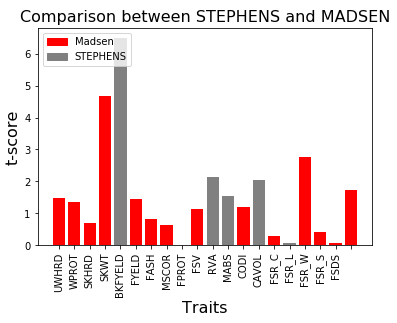 Comparison between STEPHENS and MADSEN
Madsen
STEPHENS
t-score
6
5
4
3
2
1
0
UWHRD
WPROT
SKHRD
SKWT
BKFYELD
FYELD
FASH
MSCOR
FPROT
FSV
RVA
MABS
CODI
CAVOL
FSR_C
FSR_L
FSR_W
FSR_S
FSDS
Traits